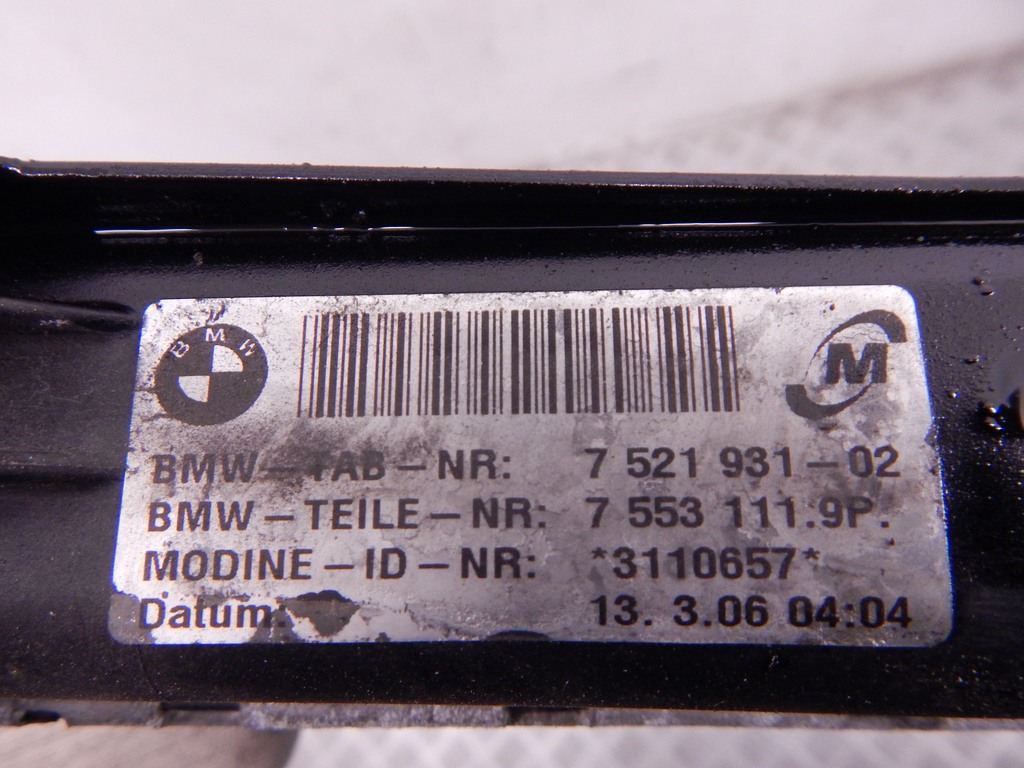 BMW
M
BMW-TAB-NR: 7 521 931-02
BMW-TEILE-NR: 7 553 111.9P.
MODINE-ID-NR: *3110657*
Datum: 13. 3.06 04:04